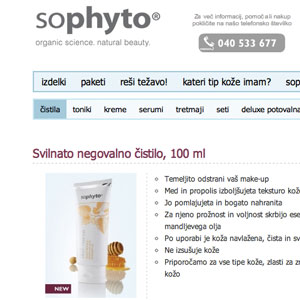 sophyto®
organic science. natural beauty.
Za več informacij, pomoč ali nakup
pokličite na našo telefonsko številko
040 533 677
izdelki paketi reši težavo! kateri tip kože imam? sop
čistila toniki kreme serumi tretmaji seti deluxe potovalna
Svilnato negovalno čistilo, 100 ml
sophyto
NEW
Temeljito odstrani vaš make-up
Med in propolis izboljšujeta teksturo kož
Jo pomlajujeta in bogato nahranita
Za njeno prožnost in voljnost skrbijo ese
mandljevega olja
Po uporabi je koža navlažena, čista in sv
Ne izsušuje kože
Priporočamo za vse tipe kože, zlasti za zr
kožo